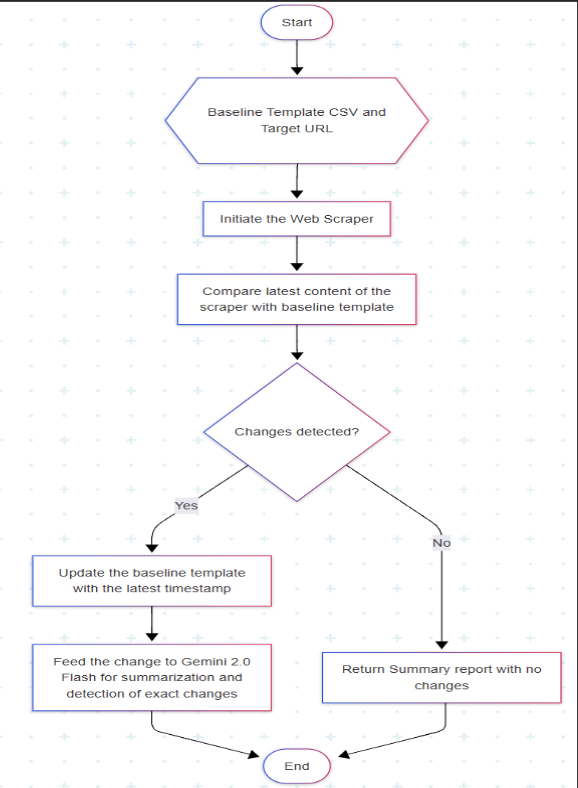 Start
Baseline Template CSV and
Target URL
Initiate the Web Scraper
Compare latest content of the
scraper with baseline template
Changes detected?
Yes
No
Update the baseline template
with the latest timestamp
Feed the change to Gemini 2.0
Flash for summarization and
detection of exact changes
Return Summary report with no
changes
End